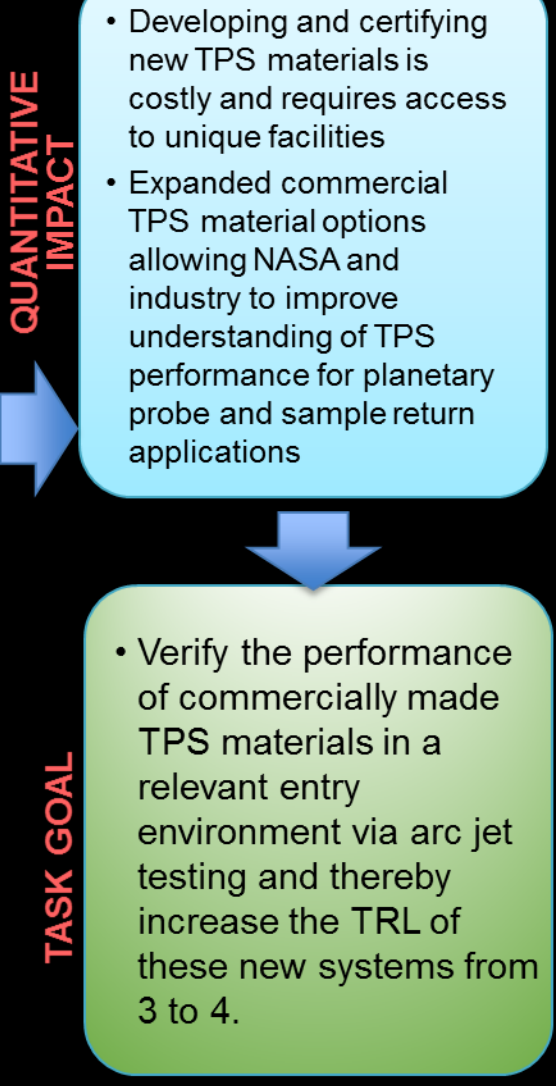 QUANTITATIVE
IMPACT
• Developing and certifying
new TPS materials is
costly and requires access
to unique facilities
• Expanded commercial
TPS material options
allowing NASA and
industry to improve
understanding of TPS
performance for planetary
probe and sample return
applications
TASK GOAL
• Verify the performance
of commercially made
TPS materials in a
relevant entry
environment via arc jet
testing and thereby
increase the TRL of
these new systems from
3 to 4.